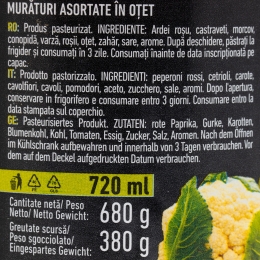 MURĂTURI ASORTATE ÎN OȚET
RO: Produs pasteurizat. INGREDIENTE: Ardei roșu, castraveți, morcov,
conopidă, varză, roșii, oțet, zahăr, sare, arome. După deschidere, păstrați la
frigider și consumați în 3 zile. Consumați înainte de data inscripționată pe
capac.
IT: Prodotto pastorizzato. INGREDIENTI: peperoni rossi, cetrioli, carote,
cavolfiori, cavoli, pomodori, aceto, zucchero, sale, aromi. Dopo l'apertura,
conservare in frigorifero e consumare entro 3 giorni. Consumare entro la
data stampata sul coperchio.
GE: Pasteurisiertes Produkt. ZUTATEN: rote Paprika, Gurke, Karotten,
Blumenkohl, Kohl, Tomaten, Essig, Zucker, Salz, Aromen. Nach dem Öffnen
im Kühlschrank aufbewahren und innerhalb von 3 Tagen verbrauchen. Vor
dem auf dem Deckel aufgedruckten Datum verbrauchen.
720 ml
Cantitate netă/ Peso
Netto/ Netto Gewicht: 680 g
Greutate scursă/
Peso sgocciolato/ 380 g
Eingespartes Gewicht: